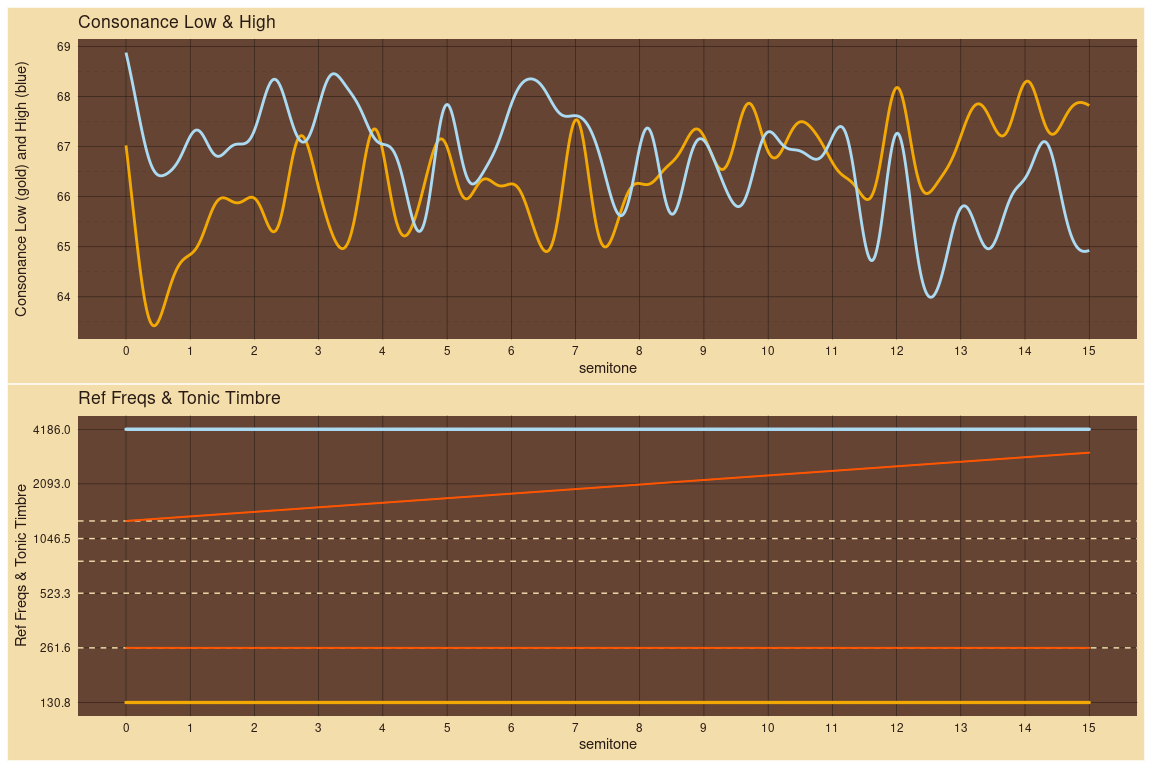 Consonance Low & High
Consonance Low (gold) and High (blue)
69
68
67
66
65
64
0 1 2 3 4 5 6 7 8 9 10 11 12 13 14 15
semitone
Ref Freqs & Tonic Timbre
Ref Freqs & Tonic Timbre
4186.0
2093.0
1046.5
523.3
261.6
130.8
0 1 2 3 4 5 6 7 8 9 10 11 12 13 14 15
semitone